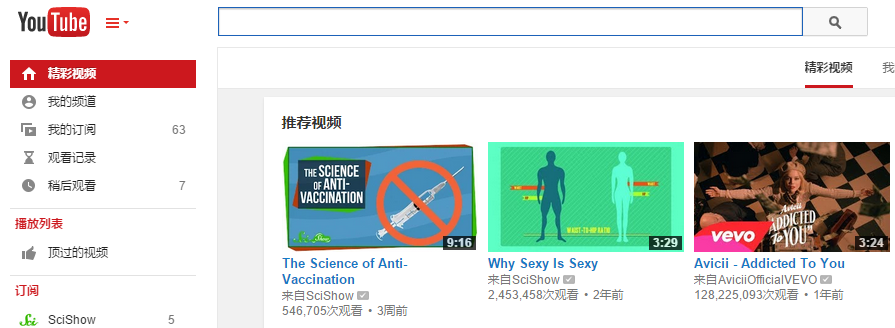 YouTube
精彩视频
我的频道
我的订阅 63
观看记录
稍后观看 7
播放列表
顶过的视频
订阅
SciShow 5
精彩视频
推荐视频
THE SCIENCE
OF ANTI-
VACCINATION
SciShow
9:16
The Science of Anti-
Vaccination
来自SciShow
546,705次观看 • 3周前
WAIST-TO-HIP RATIO
3:29
Why Sexy Is Sexy
来自SciShow
2,453,458次观看 • 2年前
Avicii
ADDICTED
To YOU
vevo
3:24
Avicii - Addicted To You
来自AviciiOfficialVEVO
128,225,093次观看 • 1年前